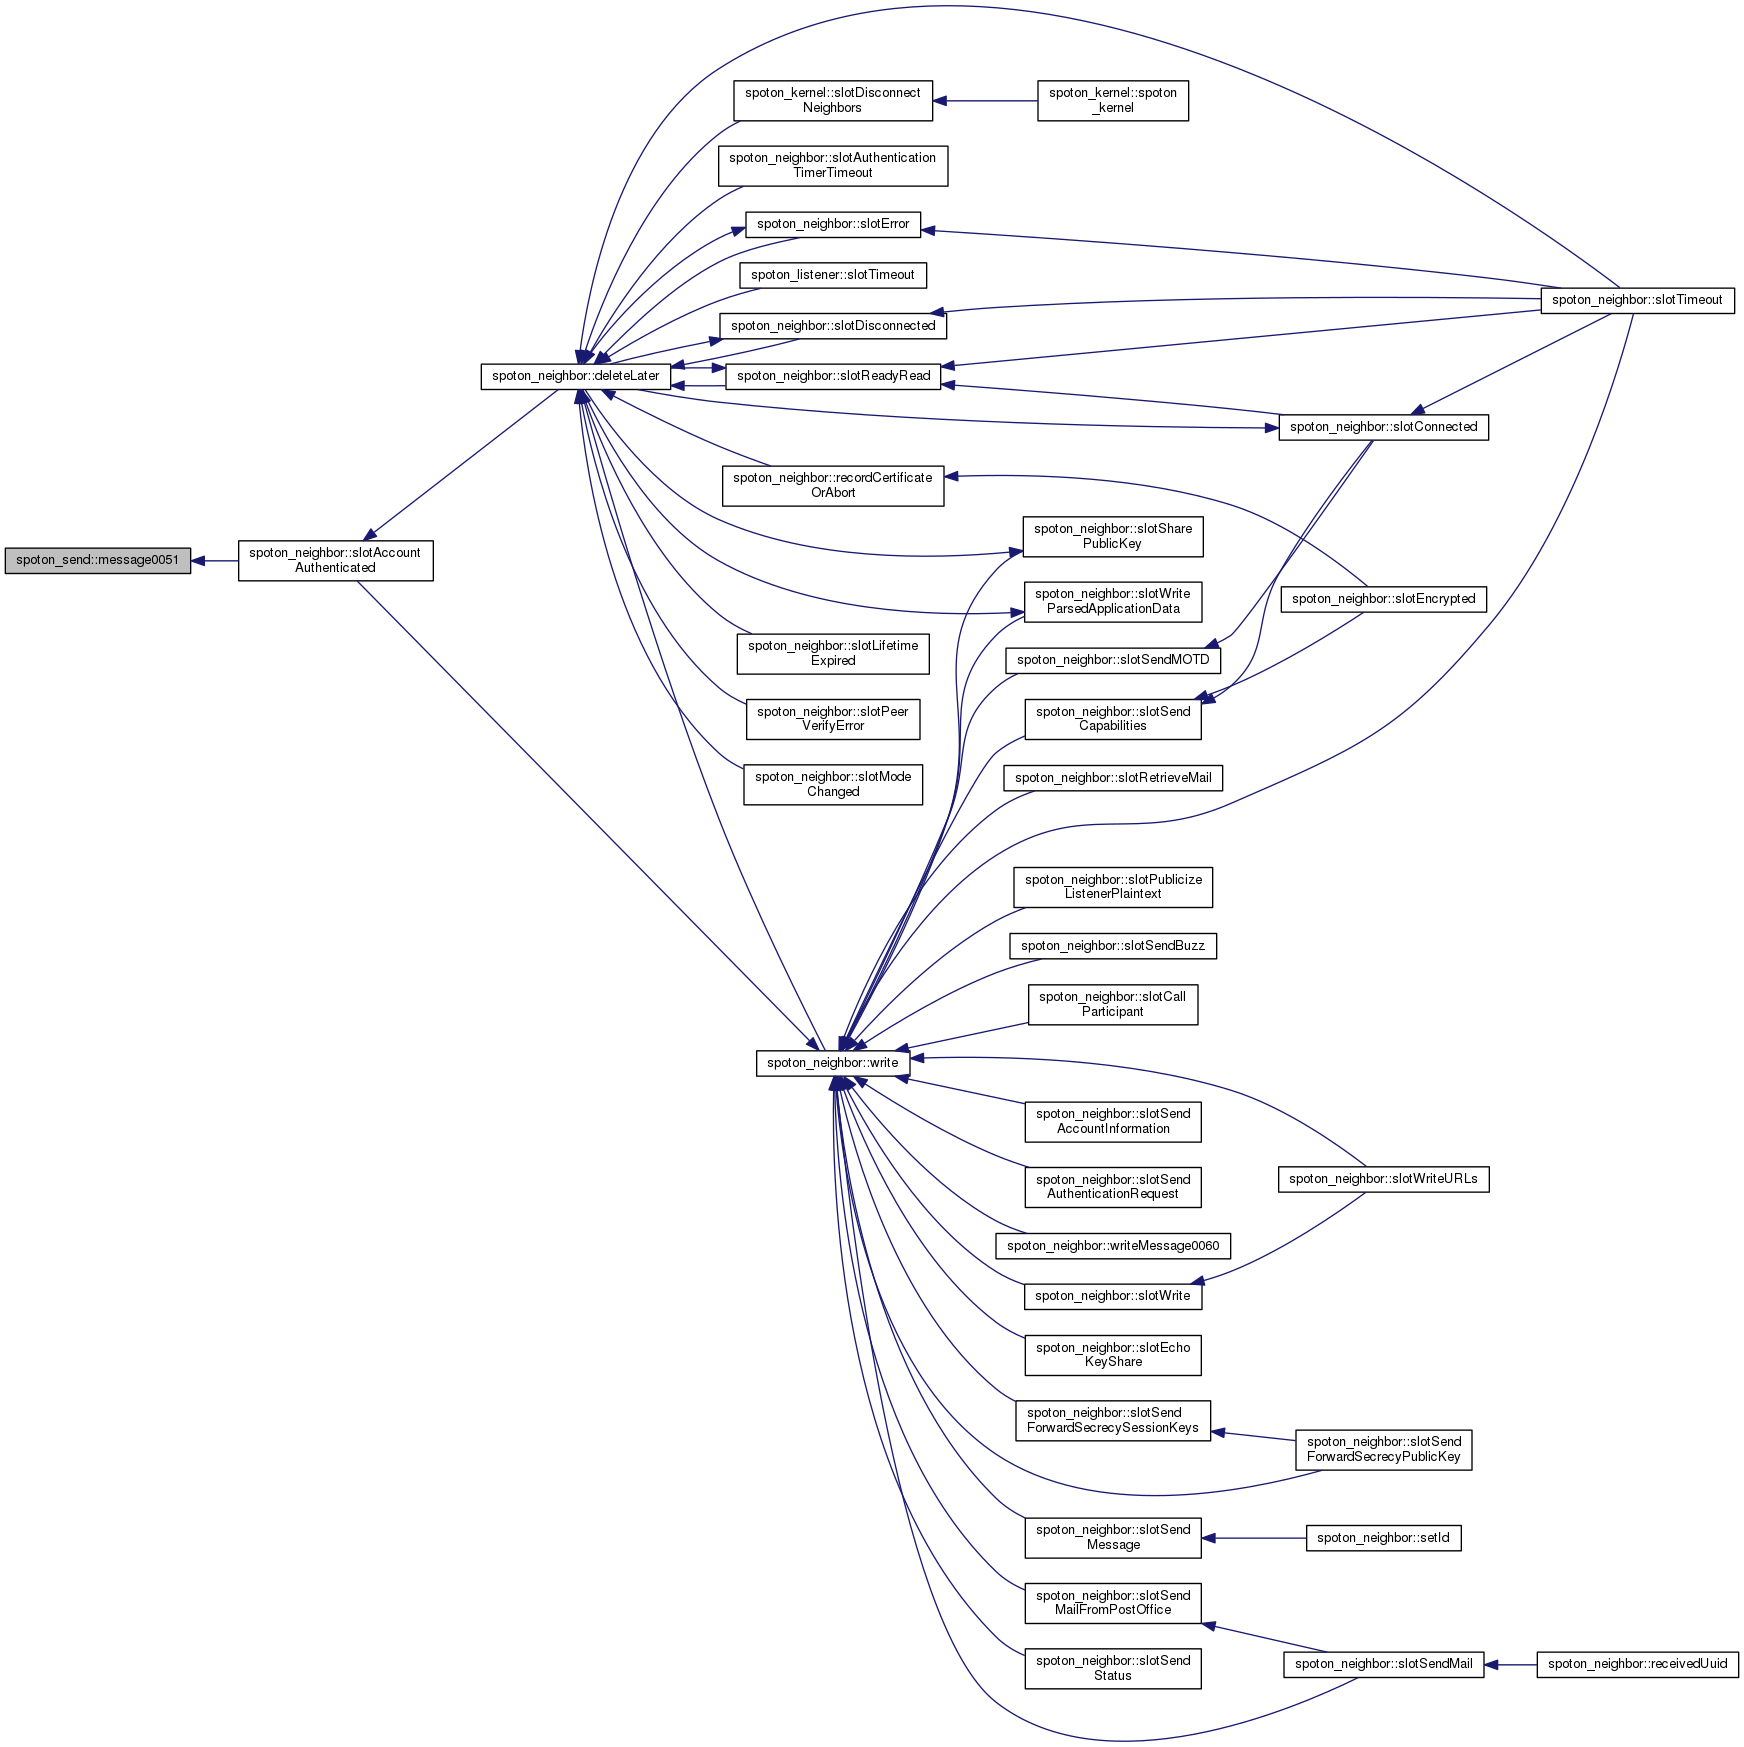 spoton_kernel::slotDisconnect
Neighbors
spoton_kernel::spoton
_kernel
spoton_neighbor::slotAuthentication
TimerTimeout
spoton_neighbor::slotError
spoton_listener::slotTimeout
spoton_neighbor::slotTimeout
spoton_neighbor::slotDisconnected
spoton_neighbor::deleteLater
spoton_neighbor::slotReadyRead
spoton_neighbor::slotConnected
spoton_neighbor::recordCertificate
OrAbort
spoton_neighbor::slotShare
PublicKey
spoton_send::message0051
spoton_neighbor::slotAccount
Authenticated
spoton_neighbor::slotWrite
ParsedApplicationData
spoton_neighbor::slotEncrypted
spoton_neighbor::slotLifetime
Expired
spoton_neighbor::slotSendMOTD
spoton_neighbor::slotPeer
VerifyError
spoton_neighbor::slotSend
Capabilities
spoton_neighbor::slotMode
Changed
spoton_neighbor::slotRetrieveMail
spoton_neighbor::slotPublicize
ListenerPlaintext
spoton_neighbor::slotSendBuzz
spoton_neighbor::slotCall
Participant
spoton_neighbor::write
spoton_neighbor::slotSend
AccountInformation
spoton_neighbor::slotSend
AuthenticationRequest
spoton_neighbor::slotWriteURLs
spoton_neighbor::writeMessage0060
spoton_neighbor::slotWrite
spoton_neighbor::slotEcho
KeyShare
spoton_neighbor::slotSend
ForwardSecrecySessionKeys
spoton_neighbor::slotSend
ForwardSecrecyPublicKey
spoton_neighbor::slotSend
Message
spoton_neighbor::setId
spoton_neighbor::slotSend
MailFromPostOffice
spoton_neighbor::slotSend
Status
spoton_neighbor::slotSendMail
spoton_neighbor::receivedUuid